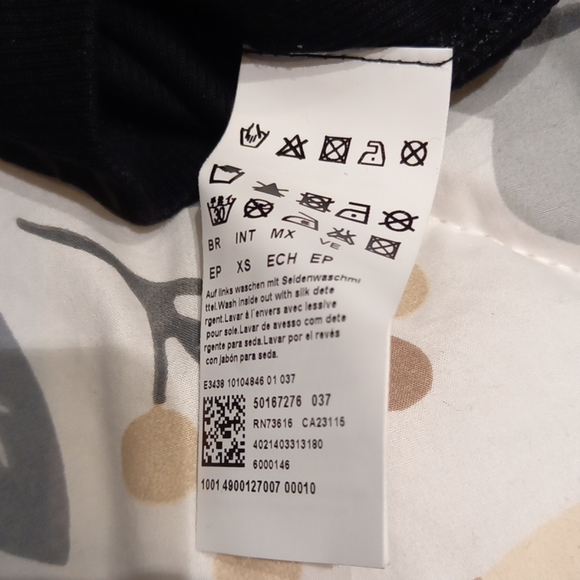 30
BR INT MX VE
EP XS ECH EP
Auf links waschen mit Seidenwaschmi
ttel.Wash inside out with silk dete
rgent.Lavar à l'envers avec lessive
pour soie.Lavar de avesso com dete
rgente para seda.Lavar por el revés
con jabón para seda.
E3438 10104846 01 037
50167276 037
RN73616 CA23115
4021403313180
6000146
1001 4900127007 00010